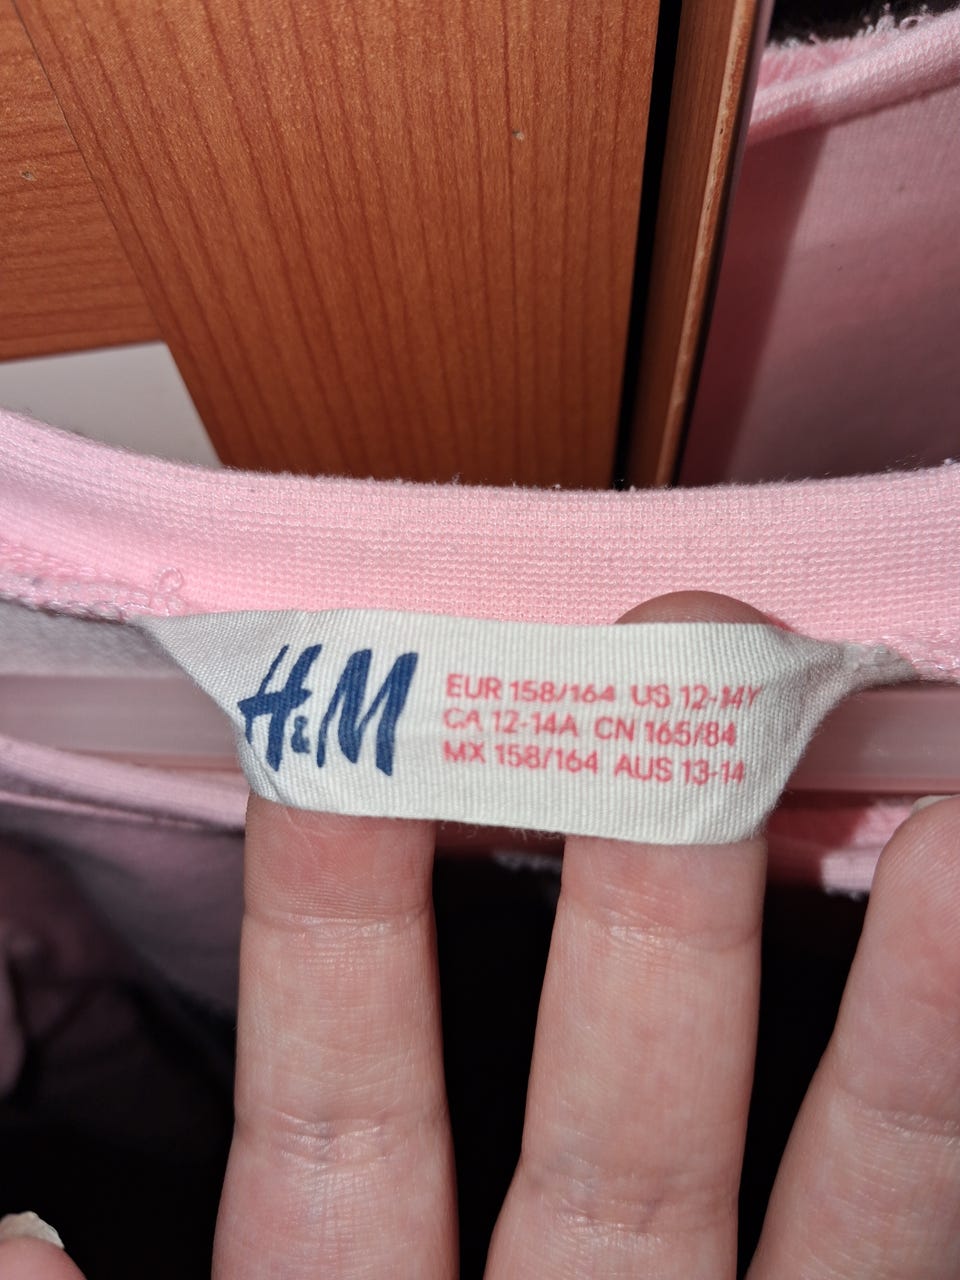 H&M
EUR 158/164 US 12-14Y
CA 12-14A CN 165/84
MX 158/164 AUS 13-14